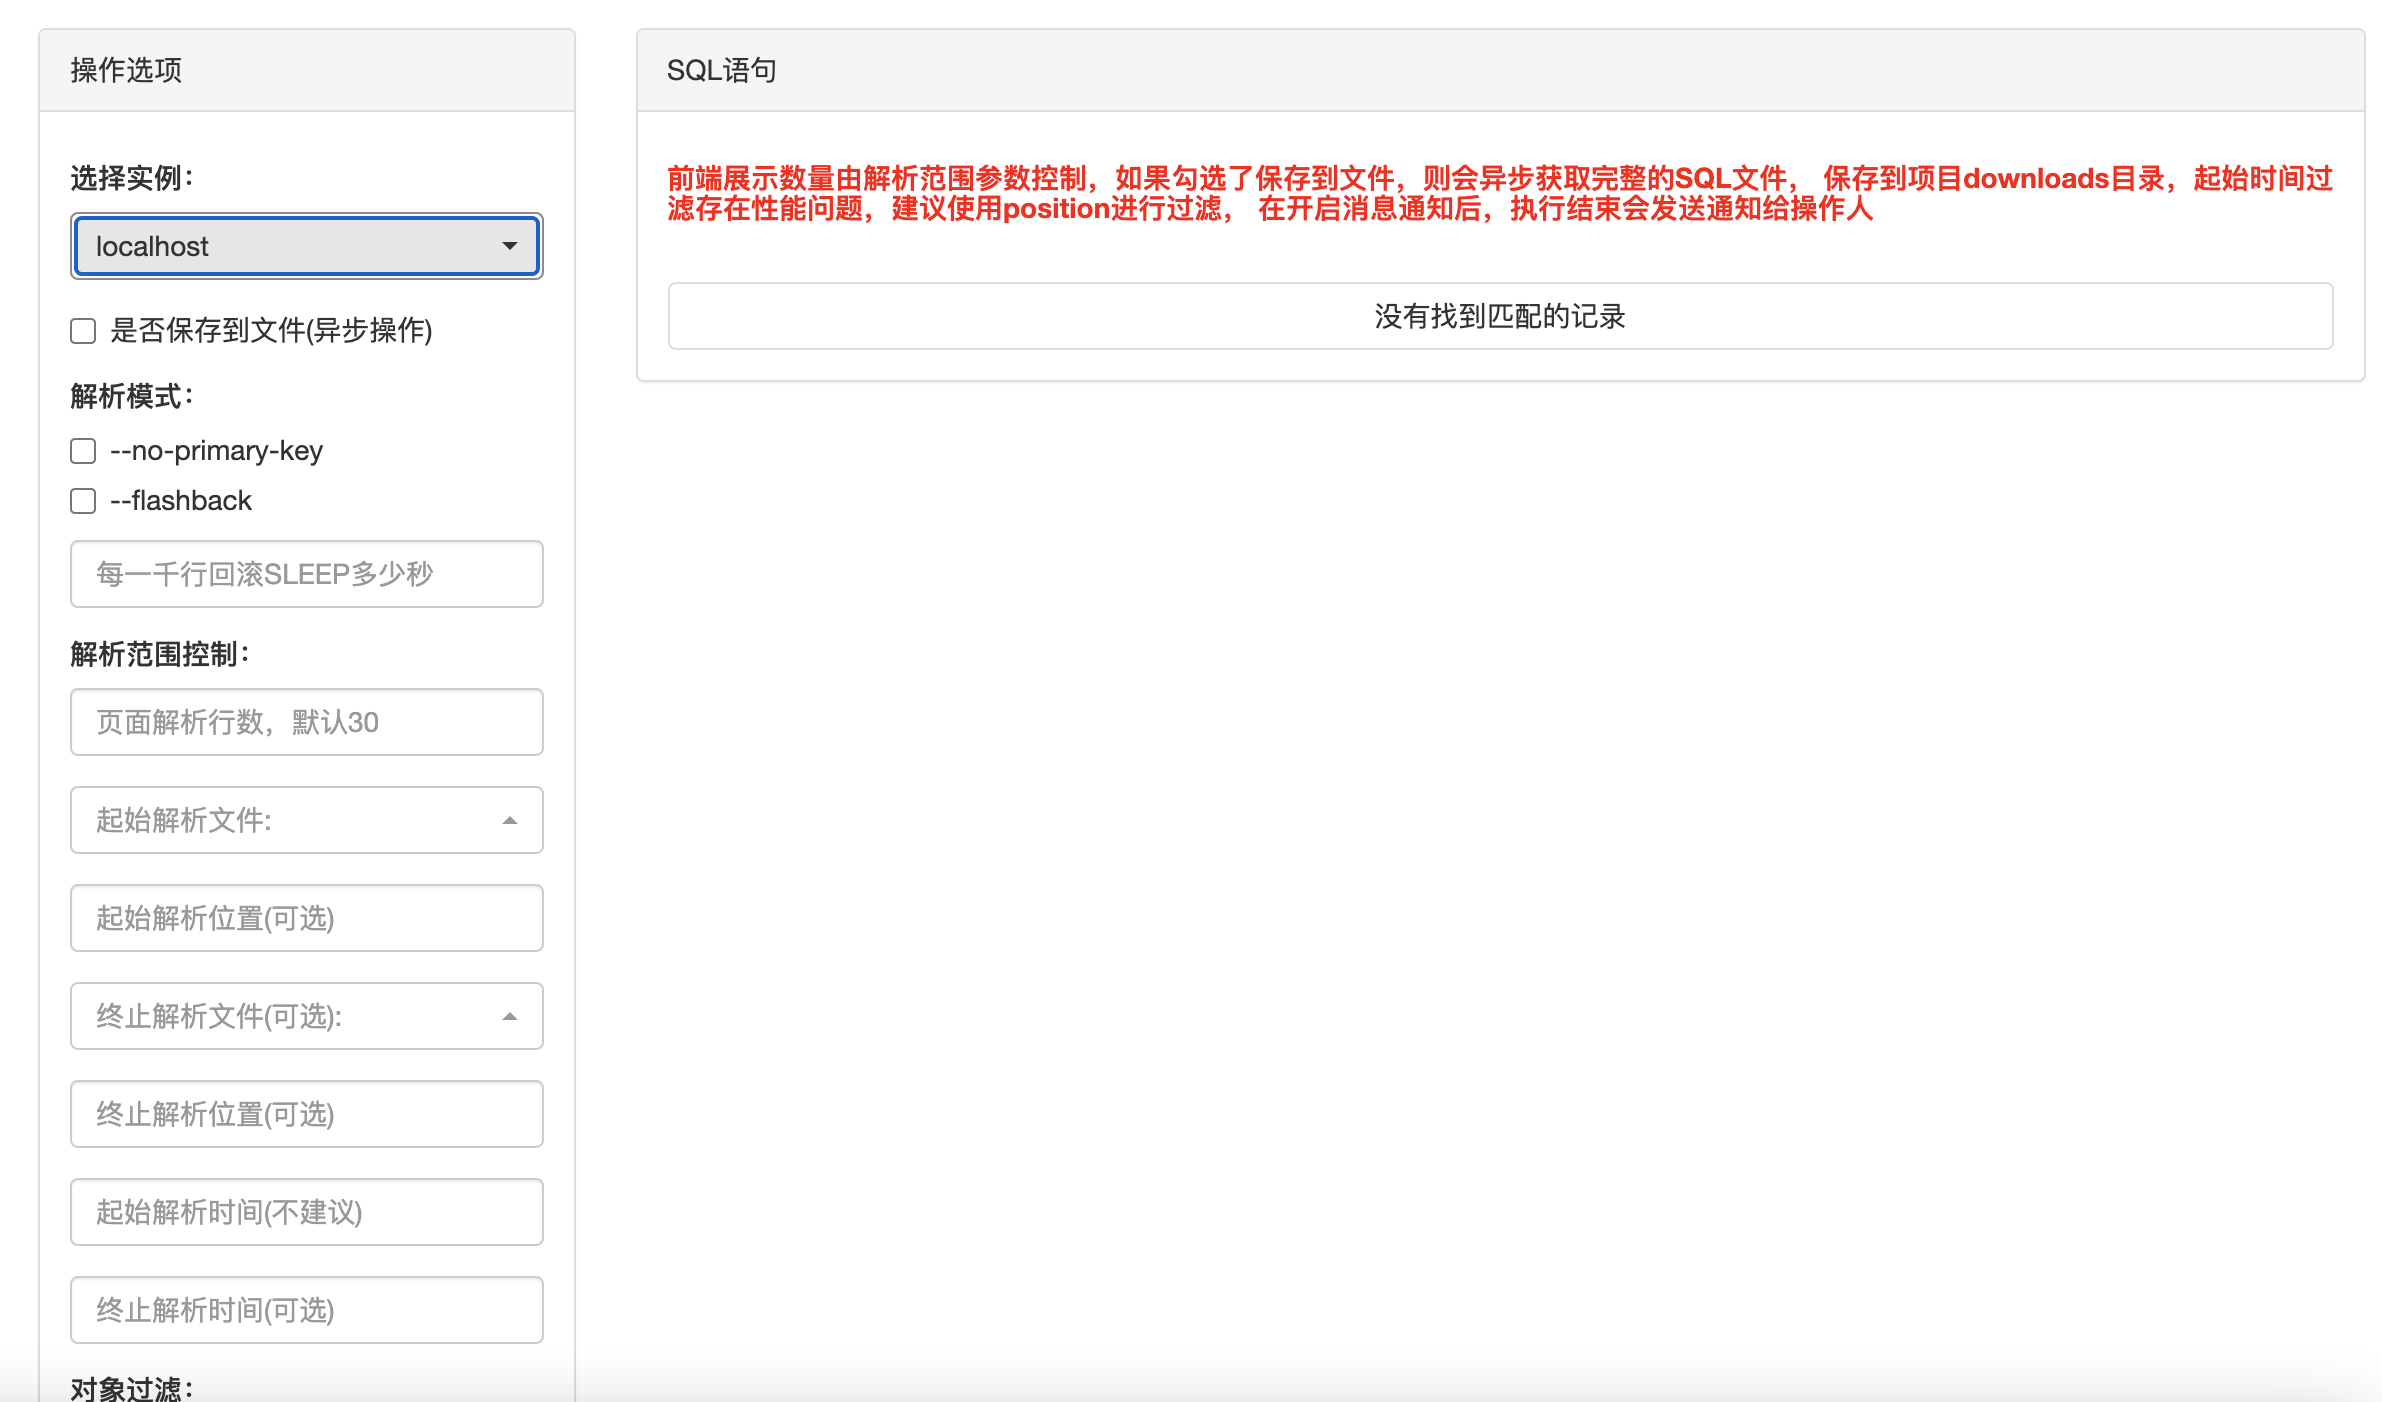 操作选项
选择实例：
localhost
是否保存到文件(异步操作)
解析模式：
--no-primary-key
--flashback
每一千行回滚SLEEP多少秒
解析范围控制：
页面解析行数，默认30
起始解析文件:
起始解析位置(可选)
终止解析文件(可选):
终止解析位置(可选)
起始解析时间(不建议)
终止解析时间(可选)
对象过滤：
SQL语句
前端展示数量由解析范围参数控制，如果勾选了保存到文件，则会异步获取完整的SQL文件， 保存到项目downloads目录，起始时间过
滤存在性能问题，建议使用position进行过滤， 在开启消息通知后，执行结束会发送通知给操作人
没有找到匹配的记录